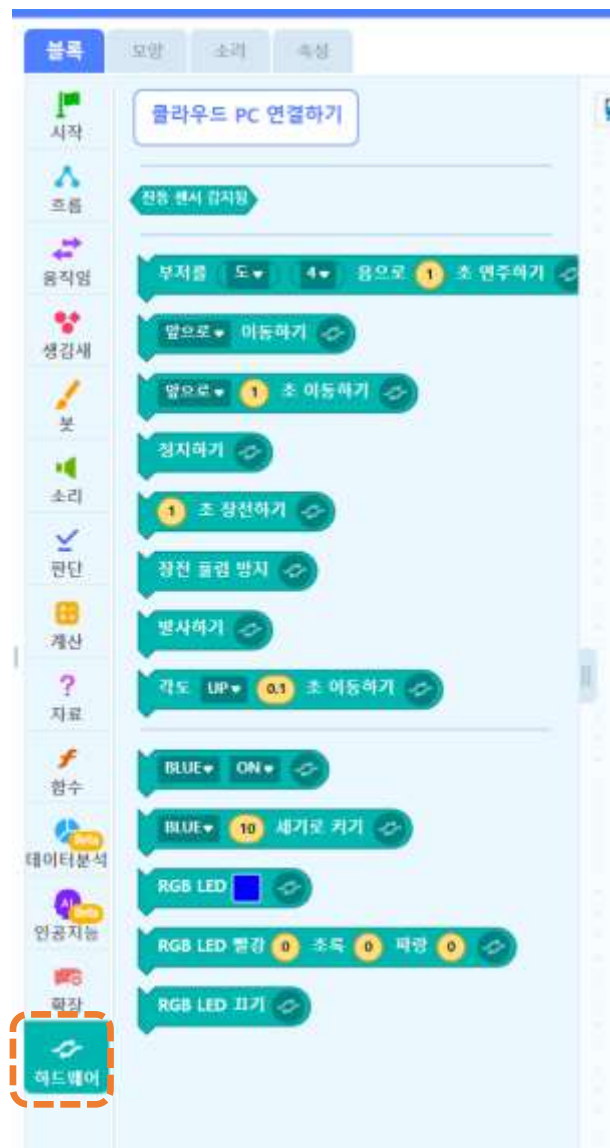 블록 모양 소리 속성
시작
흐름
움직임
생김새
붓
소리
판단
계산
? 자료
함수
Beta
데이터분석
AI Beta
인공지능
확장
하드웨어
클라우드 PC 연결하기
진동 센서 감지됨
부저를 도 4 음으로 1 초 연주하기
앞으로 이동하기
앞으로 1 초 이동하기
정지하기
1 초 장전하기
장전 풀림 방지
발사하기
각도 UP 0.1 초 이동하기
BLUE ON
BLUE 10 세기로 키기
RGB LED
RGB LED 빨강 0 초록 0 파랑 0
RGB LED 끄기